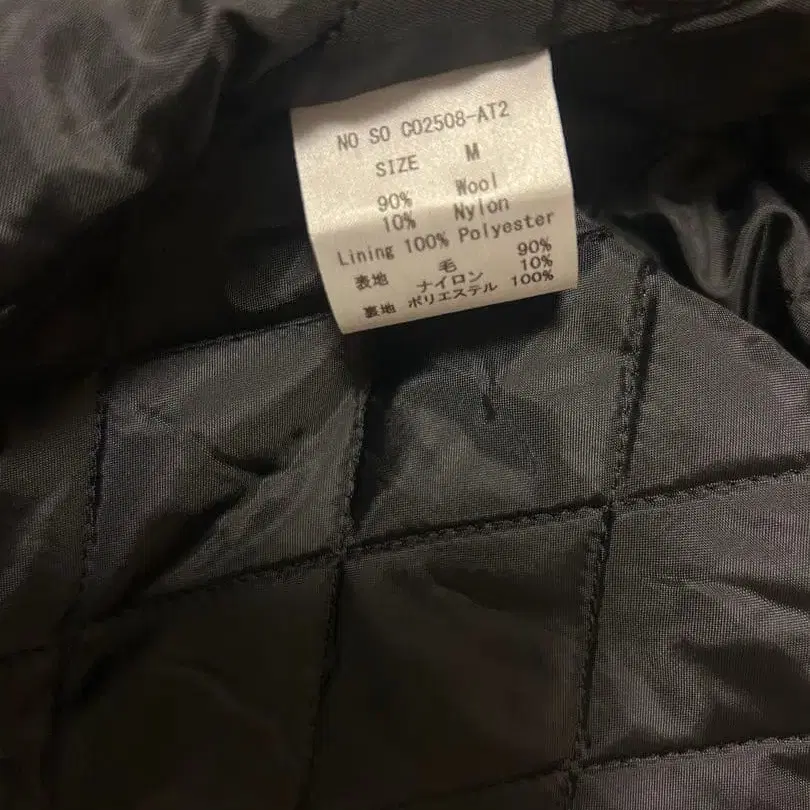 NO SO CO2508-AT2
SIZE M
90% Wool
10% Nylon
Lining 100% Polyester
表地 毛 90%
ナイロン 10%
裏地 ポリエステル 100%